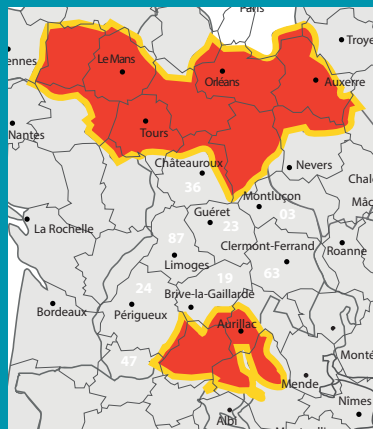 Paris
Troye
ennes
Le Mans
Orléans
Auxerre
Nantes
Tours
Châteauroux
Nevers
36
Chal
Montluçon
Mâc
Guéret
23
03
La Rochelle
87
Clermont-Ferrand
Roanne
Limoges
19
63
24
Brive-la-Gaillarde
Bordeaux
Périgueux
Aurillac
Monté
47
Mende
Nîmes
Albi